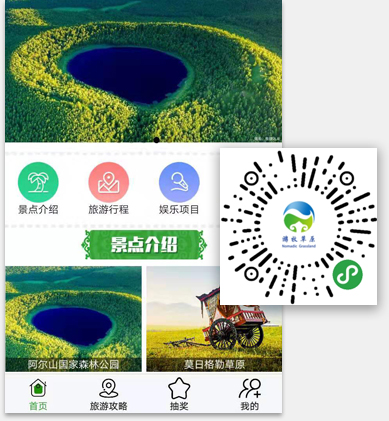 景点介绍
旅游行程
娱乐项目
游牧草原
Nomadic Grassland
景点介绍
阿尔山国家森林公园
莫日格勒草原
首页
旅游攻略
抽奖
我的